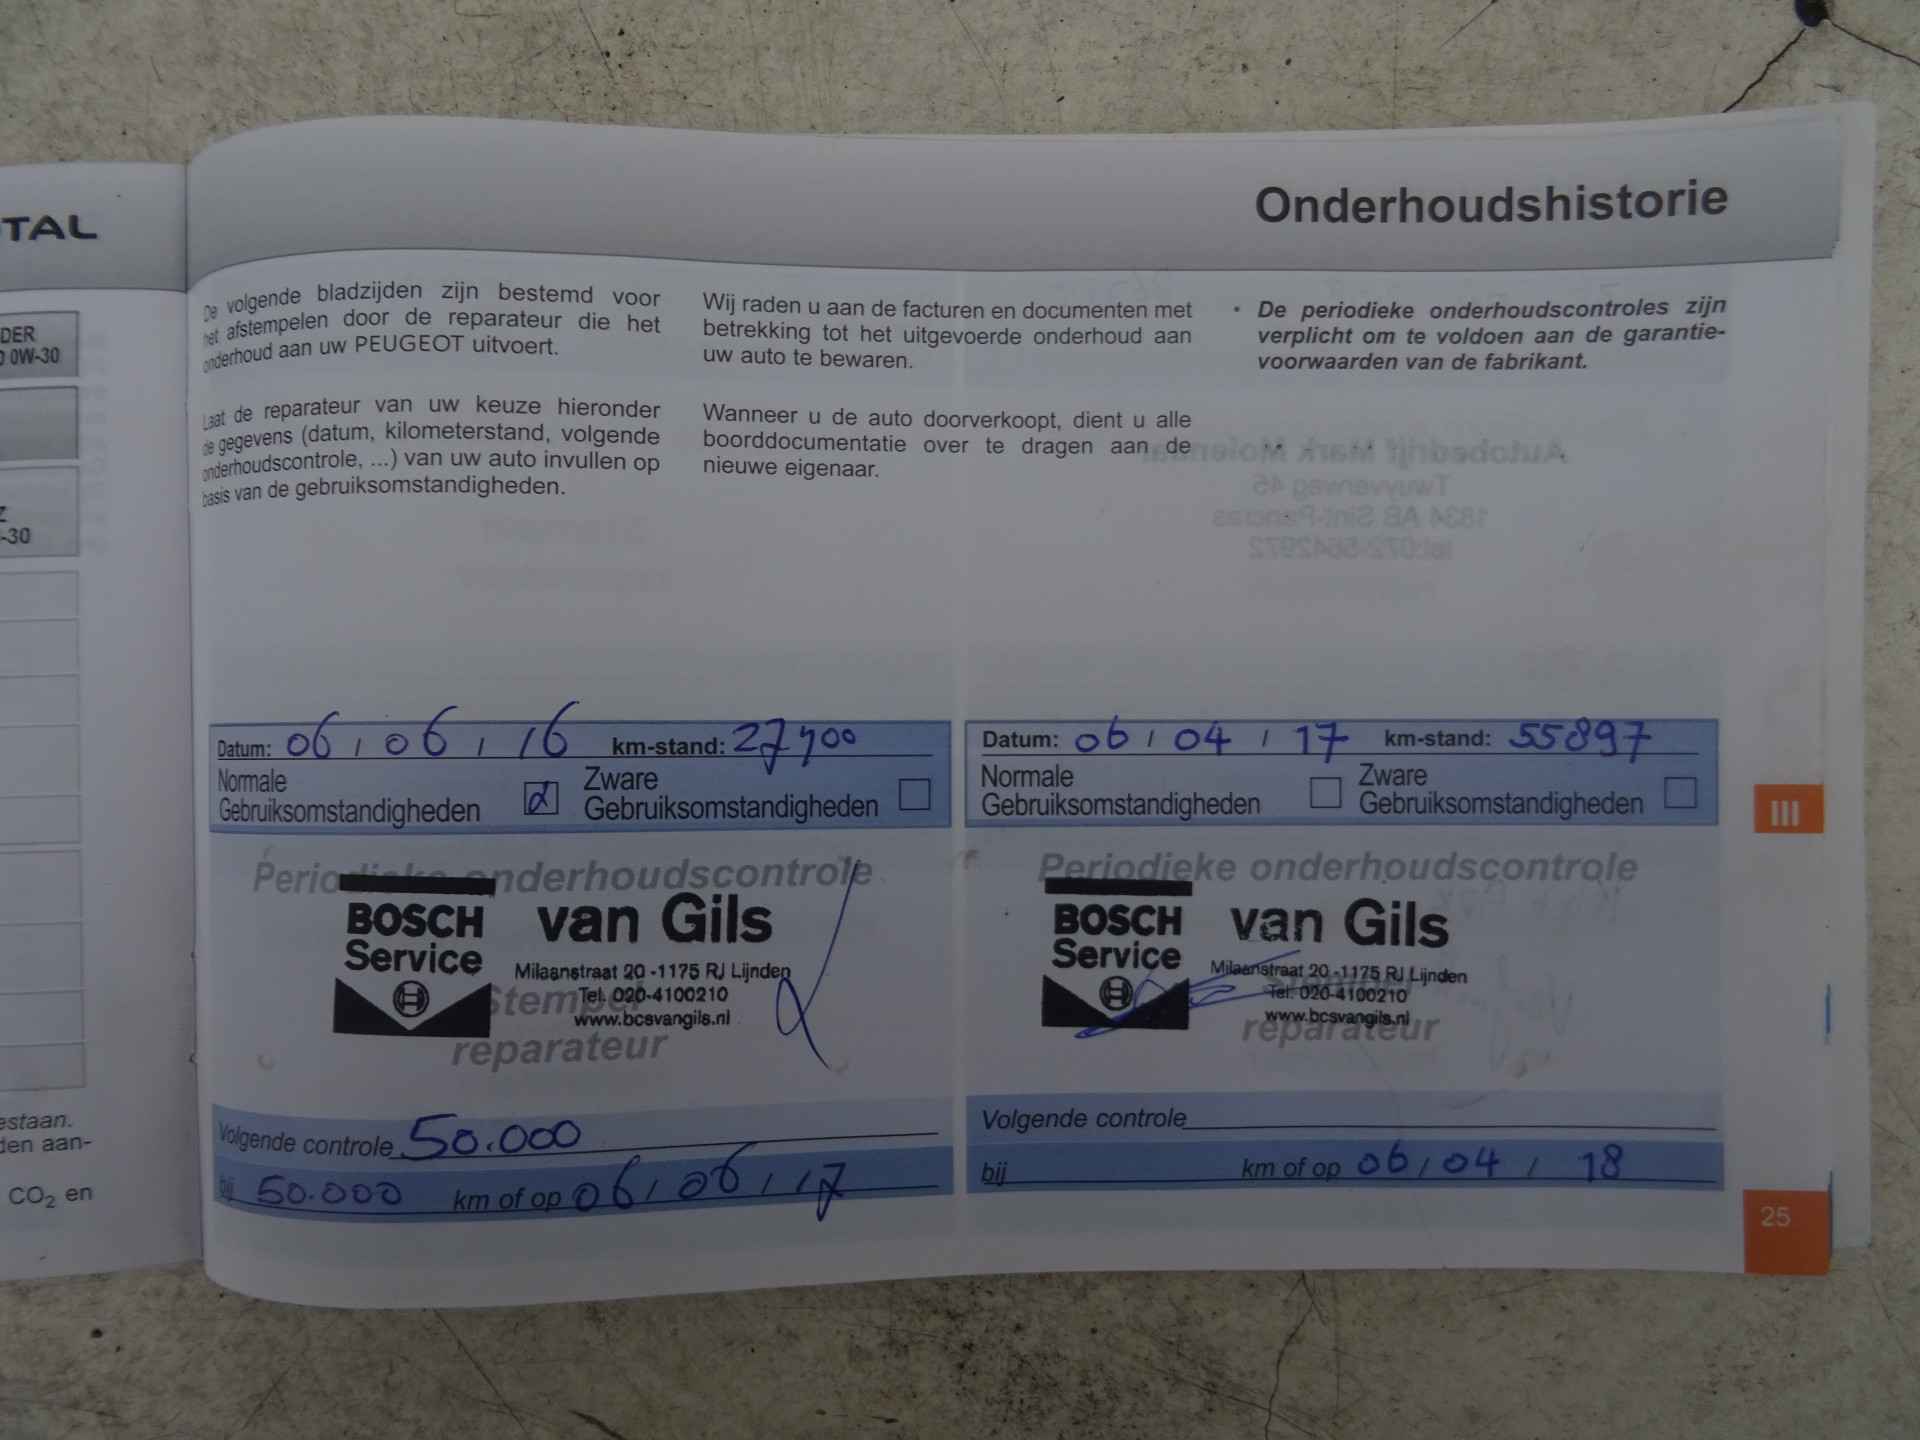 TAL
DER
0W-30
-30
estaan.
den aan-
CO2 en
Onderhoudshistorie
De volgende bladzijden zijn bestemd voor
het afstempelen door de reparateur die het
onderhoud aan uw PEUGEOT uitvoert.
Laat de reparateur van uw keuze hieronder
de gegevens (datum, kilometerstand, volgende
onderhoudscontrole, ...) van uw auto invullen op
basis van de gebruiksomstandigheden.
Wij raden u aan de facturen en documenten met
betrekking tot het uitgevoerde onderhoud aan
uw auto te bewaren.
Wanneer u de auto doorverkoopt, dient u alle
boorddocumentatie over te dragen aan de
nieuwe eigenaar.
• De periodieke onderhoudscontroles zijn
verplicht om te voldoen aan de garantie-
voorwaarden van de fabrikant.
Datum: 06 / 06 / 16 km-stand:
Normale
Gebruiksomstandigheden
Zware
Gebruiksomstandigheden
Periodieke onderhoudscontrole
BOSCH
Service
van Gils
Milaanstraat 20 -1175 RJ Lijnden
Tel. 020-4100210
www.bcsvangils.nl
Stempel
reparateur
Volgende controle 50.000
bij 50.000 km of op 06 / 06 / 17
Datum: 06 / 04 / 17 km-stand: 55897
Normale
Gebruiksomstandigheden
Zware
Gebruiksomstandigheden
Periodieke onderhoudscontrole
BOSCH
Service
van Gils
Milaanstraat 20 -1175 RJ Lijnden
Tel. 020-4100210
www.bcsvangils.nl
Stempel
reparateur
Volgende controle
bij km of op 06 / 04 / 18
III
25